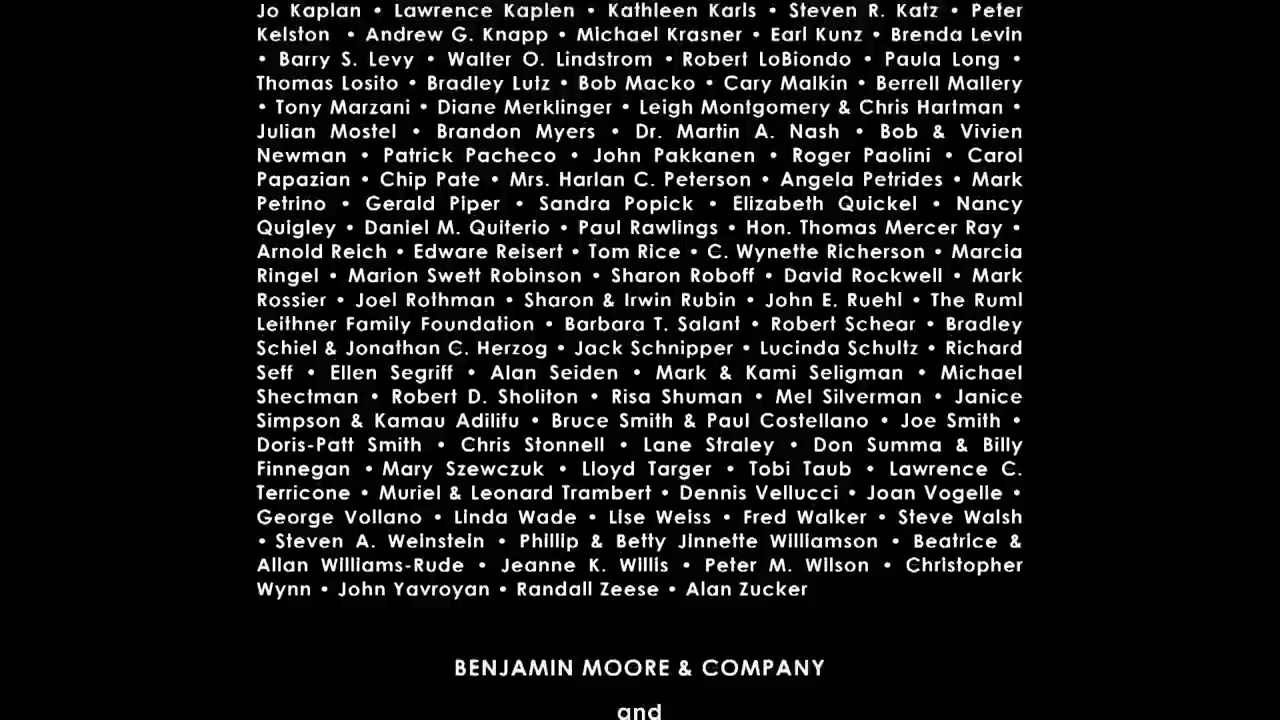 Jo Kaplan • Lawrence Kaplen • Kathleen Karls • Steven R. Katz • Peter
Kelston • Andrew G. Knapp • Michael Krasner • Earl Kunz • Brenda Levin
• Barry S. Levy • Walter O. Lindstrom • Robert LoBiondo • Paula Long •
Thomas Losito • Bradley Lutz • Bob Macko • Cary Malkin • Berrell Mallery
• Tony Marzani • Diane Merklinger • Leigh Montgomery & Chris Hartman •
Julian Mostel • Brandon Myers • Dr. Martin A. Nash • Bob & Vivien
Newman • Patrick Pacheco • John Pakkanen • Roger Paolini • Carol
Papazian • Chip Pate • Mrs. Harlan C. Peterson • Angela Petrides • Mark
Petrino • Gerald Piper • Sandra Popick • Elizabeth Quickel • Nancy
Quigley • Daniel M. Quiterio • Paul Rawlings • Hon. Thomas Mercer Ray •
Arnold Reich • Edware Reisert • Tom Rice • C. Wynette Richerson • Marcia
Ringel • Marion Swett Robinson • Sharon Roboff • David Rockwell • Mark
Rossier • Joel Rothman • Sharon & Irwin Rubin • John E. Ruehl • The Ruml
Leithner Family Foundation • Barbara T. Salant • Robert Schear • Bradley
Schiel & Jonathan C. Herzog • Jack Schnipper • Lucinda Schultz • Richard
Seff • Ellen Segriff • Alan Seiden • Mark & Kami Seligman • Michael
Shectman • Robert D. Sholiton • Risa Shuman • Mel Silverman • Janice
Simpson & Kamau Adilifu • Bruce Smith & Paul Costellano • Joe Smith •
Doris-Patt Smith • Chris Stonnell • Lane Straley • Don Summa & Billy
Finnegan • Mary Szewczuk • Lloyd Targer • Tobi Taub • Lawrence C.
Terricone • Muriel & Leonard Trambert • Dennis Vellucci • Joan Vogelle •
George Vollano • Linda Wade • Lise Weiss • Fred Walker • Steve Walsh
• Steven A. Weinstein • Phillip & Betty Jinnette Williamson • Beatrice &
Allan Williams-Rude • Jeanne K. Willis • Peter M. Wilson • Christopher
Wynn • John Yavroyan • Randall Zeese • Alan Zucker
BENJAMIN MOORE & COMPANY
and